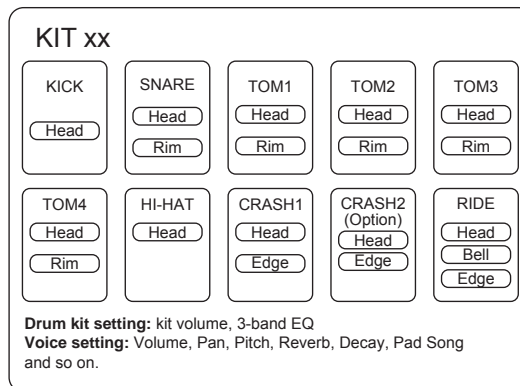 KIT xx
KICK
Head
SNARE
Head
Rim
TOM1
Head
Rim
TOM2
Head
Rim
TOM3
Head
Rim
TOM4
Head
Rim
HI-HAT
Head
CRASH1
Head
Edge
CRASH2
(Option)
Head
Edge
RIDE
Head
Bell
Edge
Drum kit setting: kit volume, 3-band EQ
Voice setting: Volume, Pan, Pitch, Reverb, Decay, Pad Song
and so on.